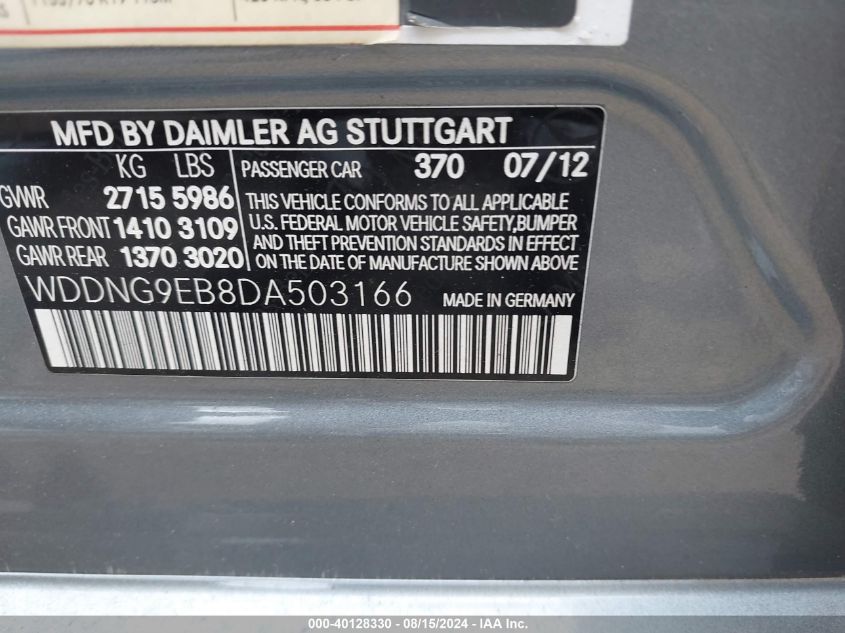 MFD BY DAIMLER AG STUTTGART
KG LBS
GVWR 2715 5986
GAWR FRONT 1410 3109
GAWR REAR 1370 3020
PASSENGER CAR 370 07/12
THIS VEHICLE CONFORMS TO ALL APPLICABLE
U.S. FEDERAL MOTOR VEHICLE SAFETY,BUMPER
AND THEFT PREVENTION STANDARDS IN EFFECT
ON THE DATE OF MANUFACTURE SHOWN ABOVE
WDDNG9EB8DA503166 MADE IN GERMANY
000-40128330 - 08/15/2024 - IAA Inc.